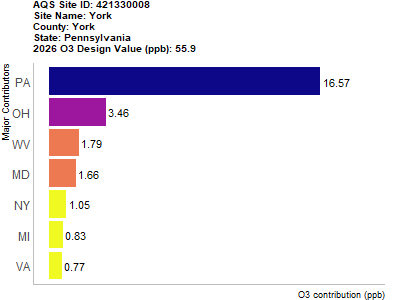 AQS Site ID: 421330008
Site Name: York
County: York
State: Pennsylvania
2026 O3 Design Value (ppb): 55.9
Major Contributors
PA 16.57
OH 3.46
WV 1.79
MD 1.66
NY 1.05
MI 0.83
VA 0.77
O3 contribution (ppb)